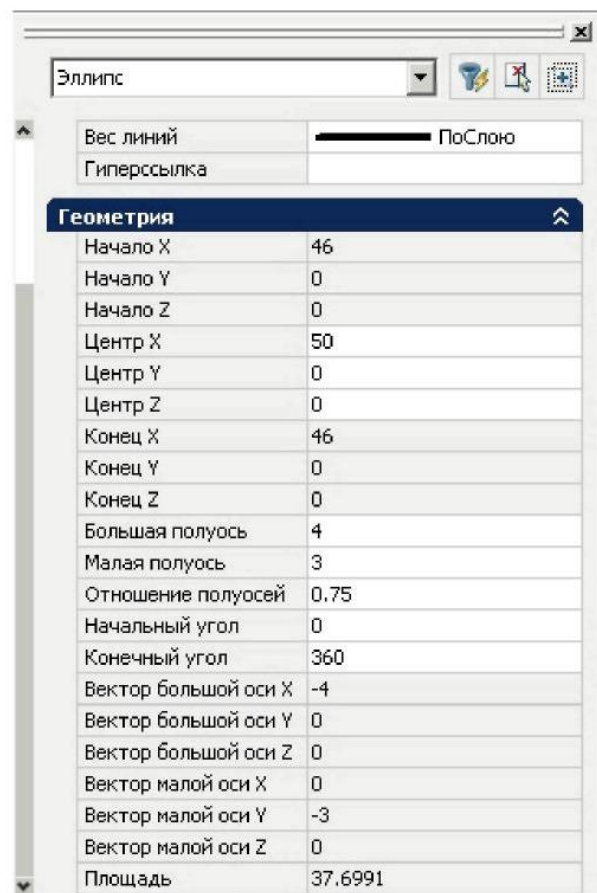 Эллипс
Вес линий ПоСлою
Гиперссылка
Геометрия
Начало X 46
Начало Y 0
Начало Z 0
Центр X 50
Центр Y 0
Центр Z 0
Конец X 46
Конец Y 0
Конец Z 0
Большая полуось 4
Малая полуось 3
Отношение полуосей 0.75
Начальный угол 0
Конечный угол 360
Вектор большой оси X -4
Вектор большой оси Y 0
Вектор большой оси Z 0
Вектор малой оси X 0
Вектор малой оси Y -3
Вектор малой оси Z 0
Площадь 37.6991